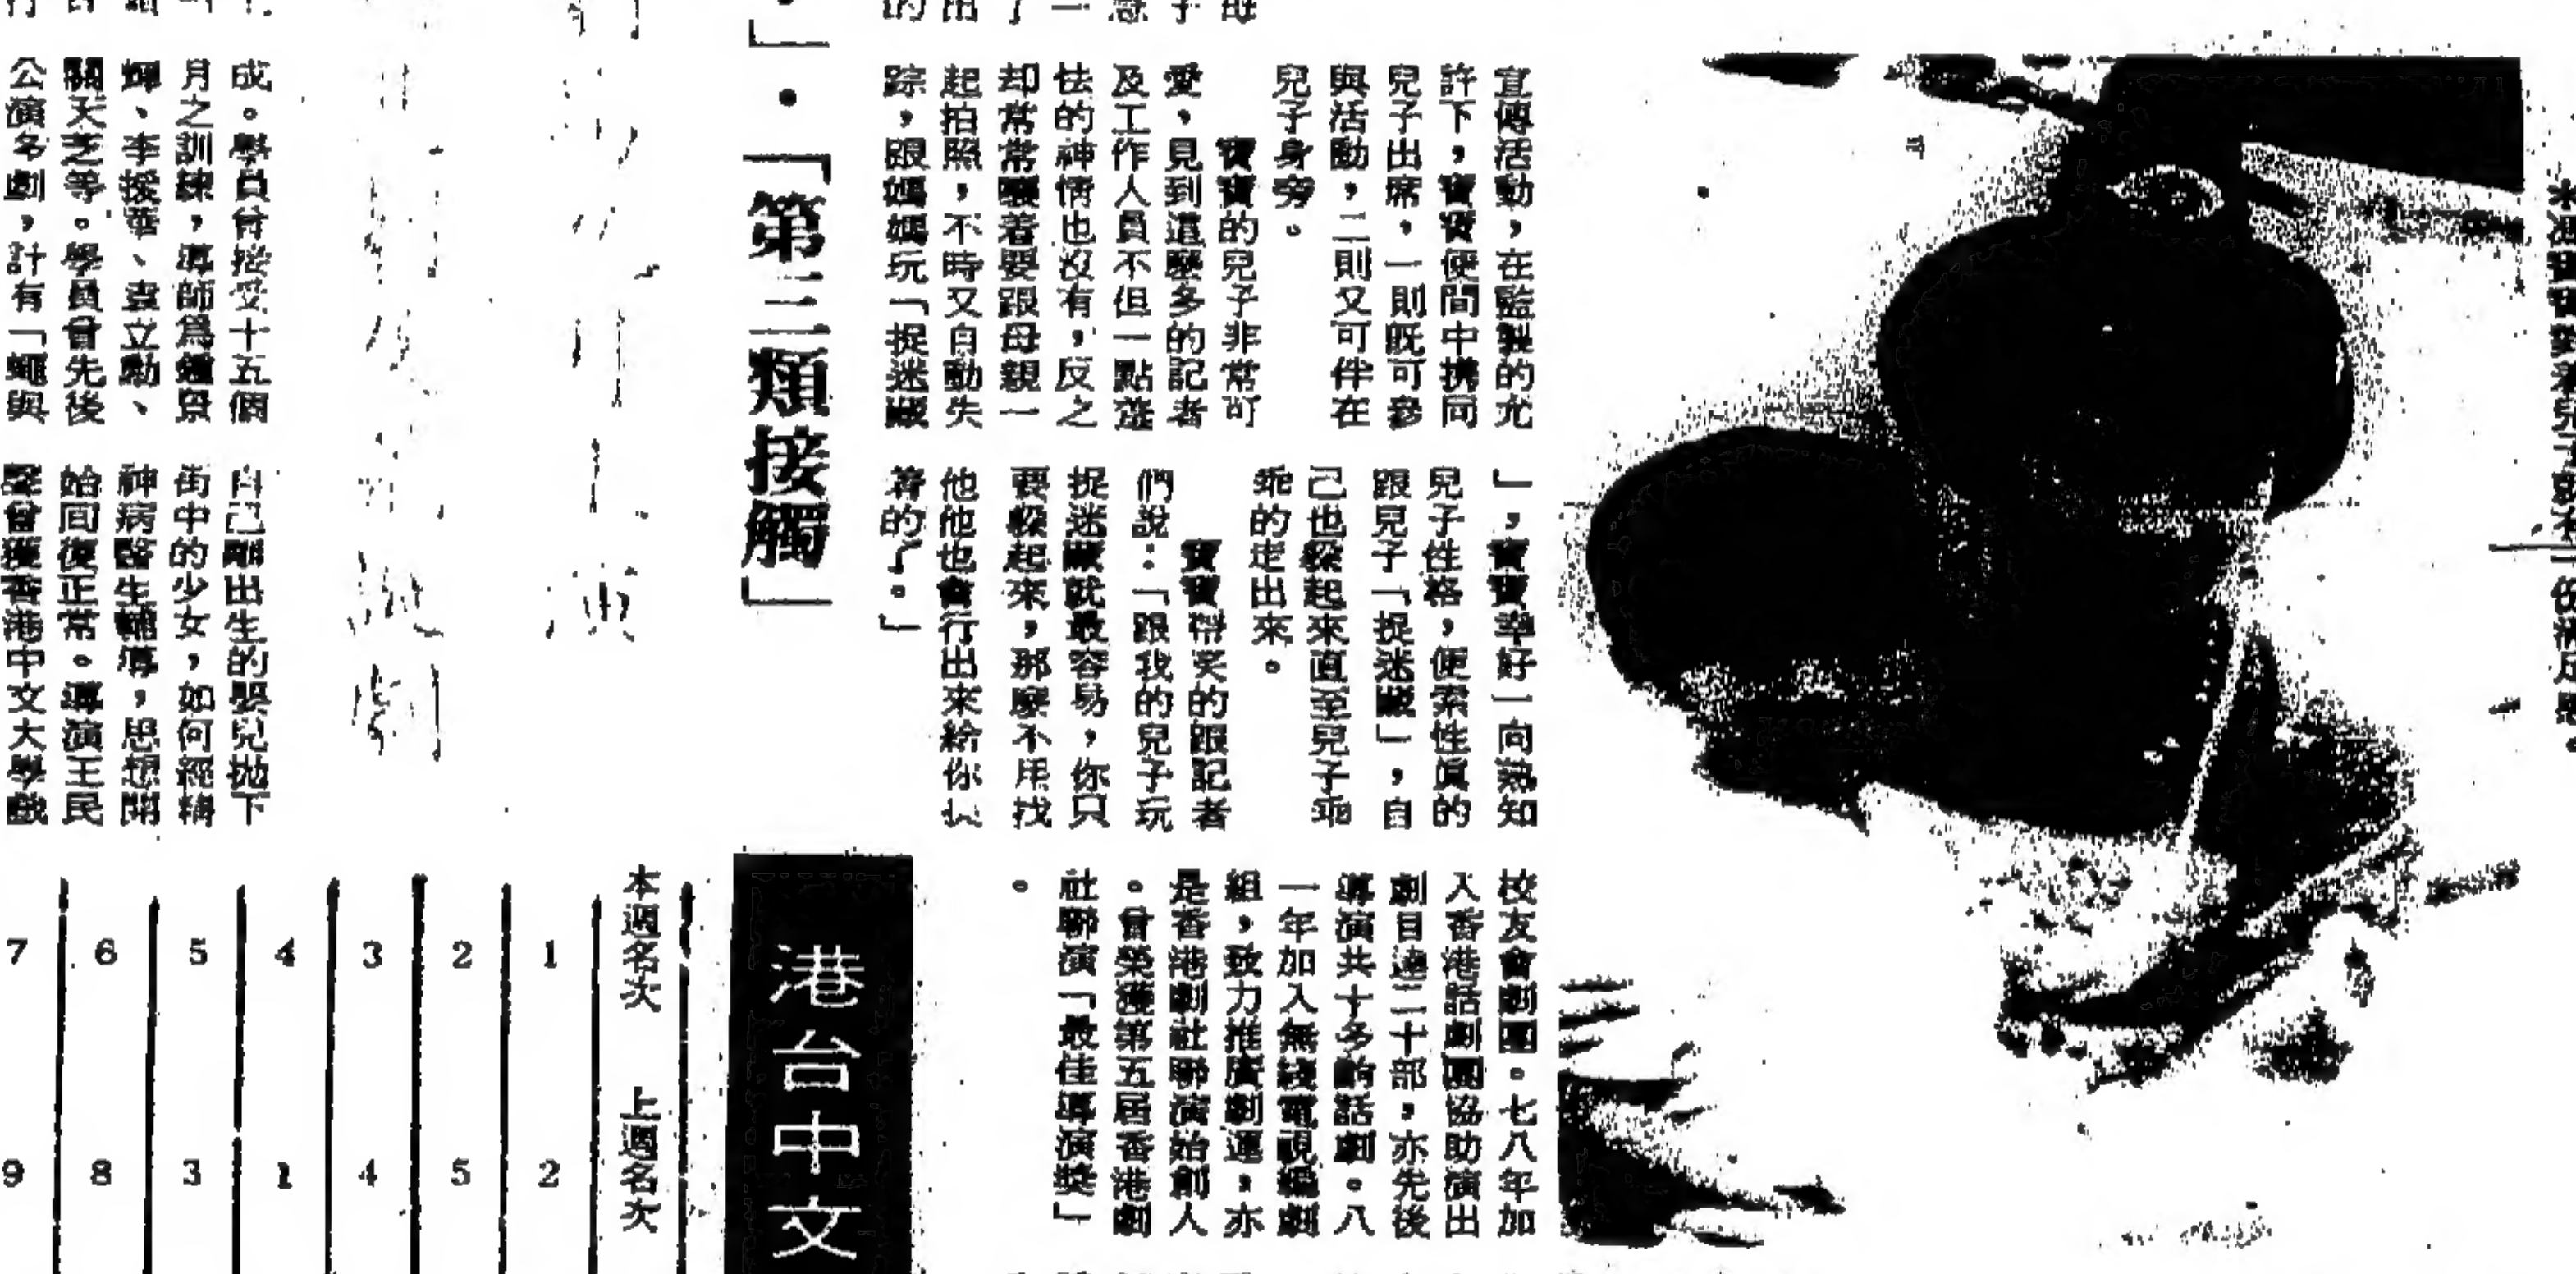 宣傳活動，在監製的允
許下，寶寶便間中携同
兒子出席，一則既可參
與活動，二則又可伴在
兒子身旁。
寶寶的兒子非常可
愛，見到這麼多的記者
及工作人員不但一點
怯的神情也沒有，反之
却常常嚷着要跟母親一
起拍照，不時又自動失
踪，跟媽媽玩「捉迷藏
」，寶寶幸好一向熟知
兒子性格，便索性真的
跟兒子「捉迷藏」，自
己也躲起來直至兒子乖
乖的走出來。
寶寶帶笑的跟記者
們說：「跟我的兒子玩
捉迷藏就最容易，你只
要躲起來，那麼不用找
他他也會行出來給你
着的了。」
校友會劇團。七八年加
入香港話劇團協助演出
劇目達二十部，亦先後
導演共十多齣話劇。八
一年加入無綫電視編劇
組，致力推廣劇運，亦
是香港劇社聯演始創人
。曾榮獲第五屆香港劇
社聯演「最佳導演獎」
。
」·「第三類接觸」
成。學員曾接受十五個
月之訓練，導師為鍾景
輝、李援華、袁立勳、
關天芝等。學員曾先後
公演名劇，計有「蠅與
自己剛出生的嬰兒抛下
街中的少女，如何經精
神病醫生輔導，思想開
始回復正常。導演王民
曾獲香港中文大學戲
港台中文
本週名次 上週名次
1 2
2 5
3 4
4 1
5 3
6 8
7 9